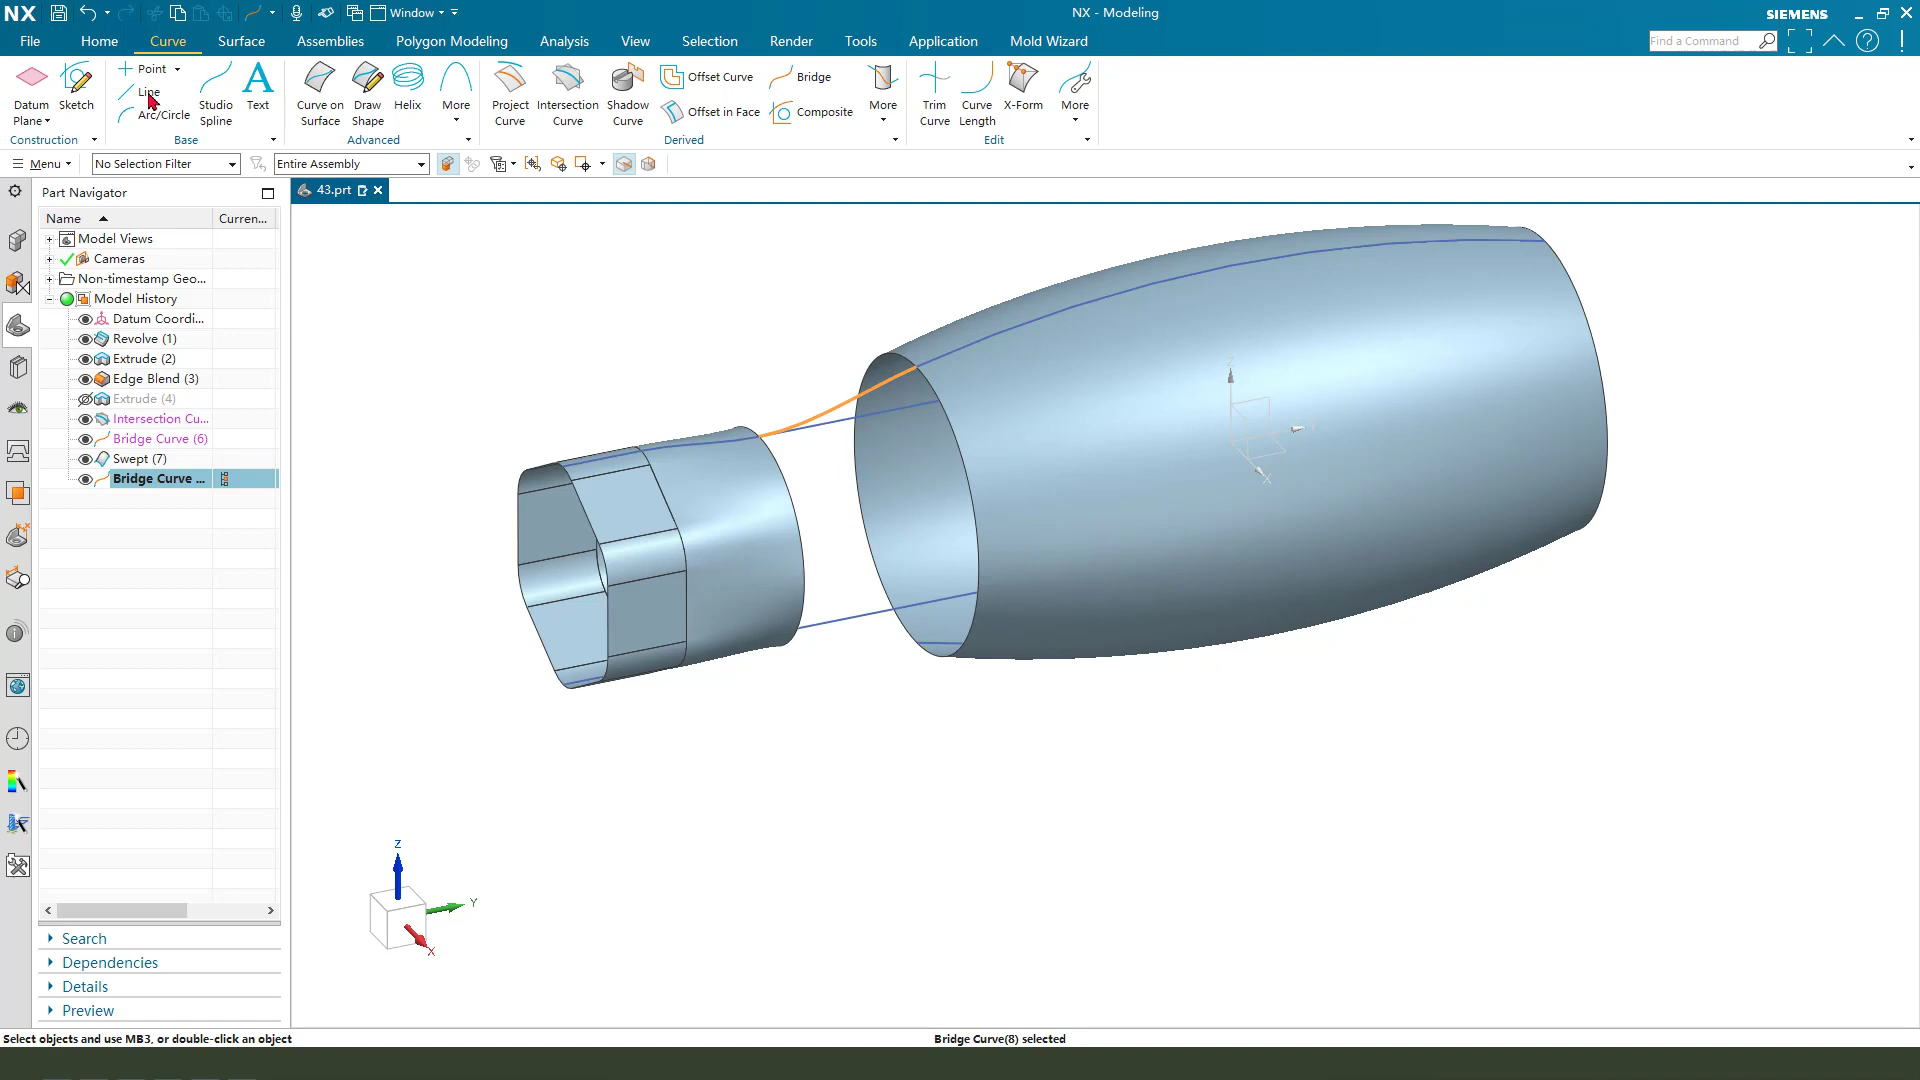 NX
Window
NX - Modeling
SIEMENS
File
Home
Curve
Surface
Assemblies
Polygon Modeling
Analysis
View
Selection
Render
Tools
Application
Mold Wizard
Find a Command
Datum
Plane
Sketch
Construction
Point
Line
Arc/Circle
Studio
Spline
Text
Base
Curve on
Surface
Draw
Shape
Helix
More
Advanced
Project
Curve
Intersection
Curve
Shadow
Curve
Offset Curve
Offset in Face
Bridge
Composite
More
Derived
Trim
Curve
Curve
Length
X-Form
More
Edit
Menu
No Selection Filter
Entire Assembly
Part Navigator
43.prt
Name
Curren...
Model Views
Cameras
Non-timestamp Geo...
Model History
Datum Coordi...
Revolve (1)
Extrude (2)
Edge Blend (3)
Extrude (4)
Intersection Cu...
Bridge Curve (6)
Swept (7)
Bridge Curve ...
Search
Dependencies
Details
Preview
Z
Y
X
X
Select objects and use MB3, or double-click an object
Bridge Curve(8) selected